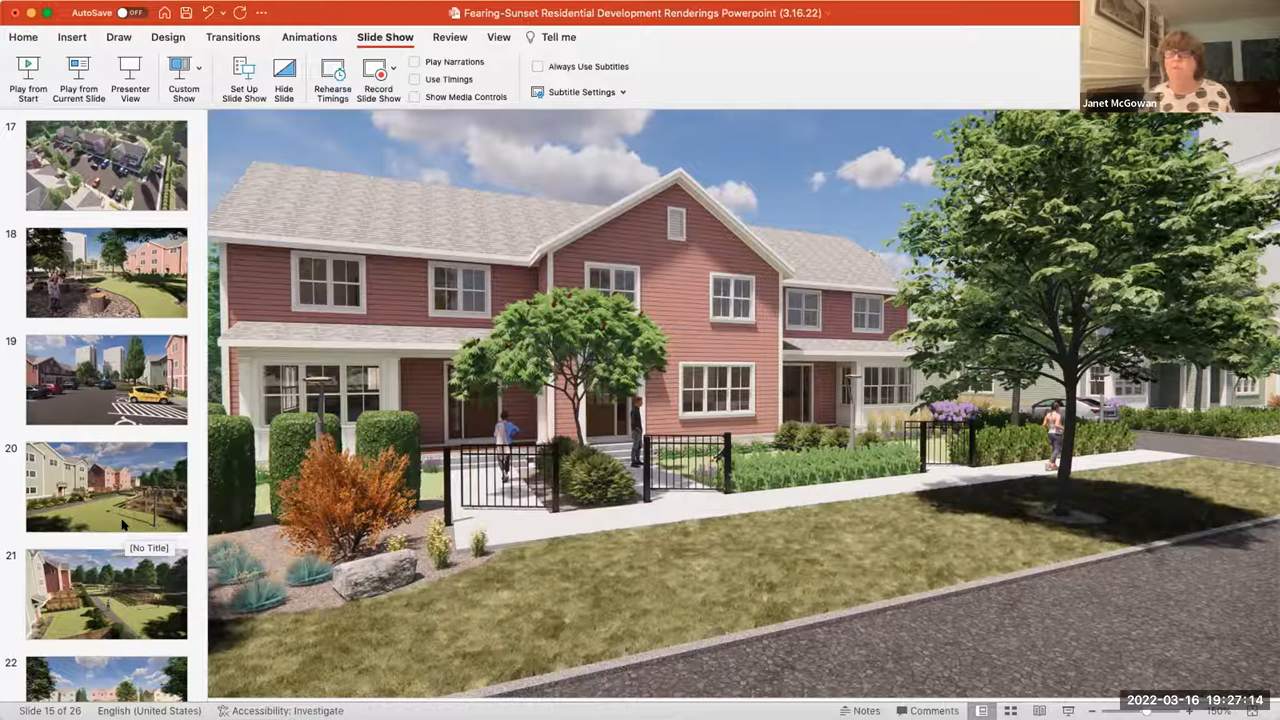 AutoSave OFF
Fearing-Sunset Residential Development Renderings Powerpoint (3.16.22)
Home Insert Draw Design Transitions Animations Slide Show Review View Tell me
Play from Start
Play from Current Slide
Presenter View
Custom Show
Set Up Slide Show
Hide Slide
Rehearse Timings
Record Slide Show
Play Narrations
Use Timings
Show Media Controls
Always Use Subtitles
Subtitle Settings
Janet McGowan
17
18
19
20
[No Title]
21
22
Slide 15 of 26 English (United States) Accessibility: Investigate Notes Comments 150%
2022-03-16 19:27:14